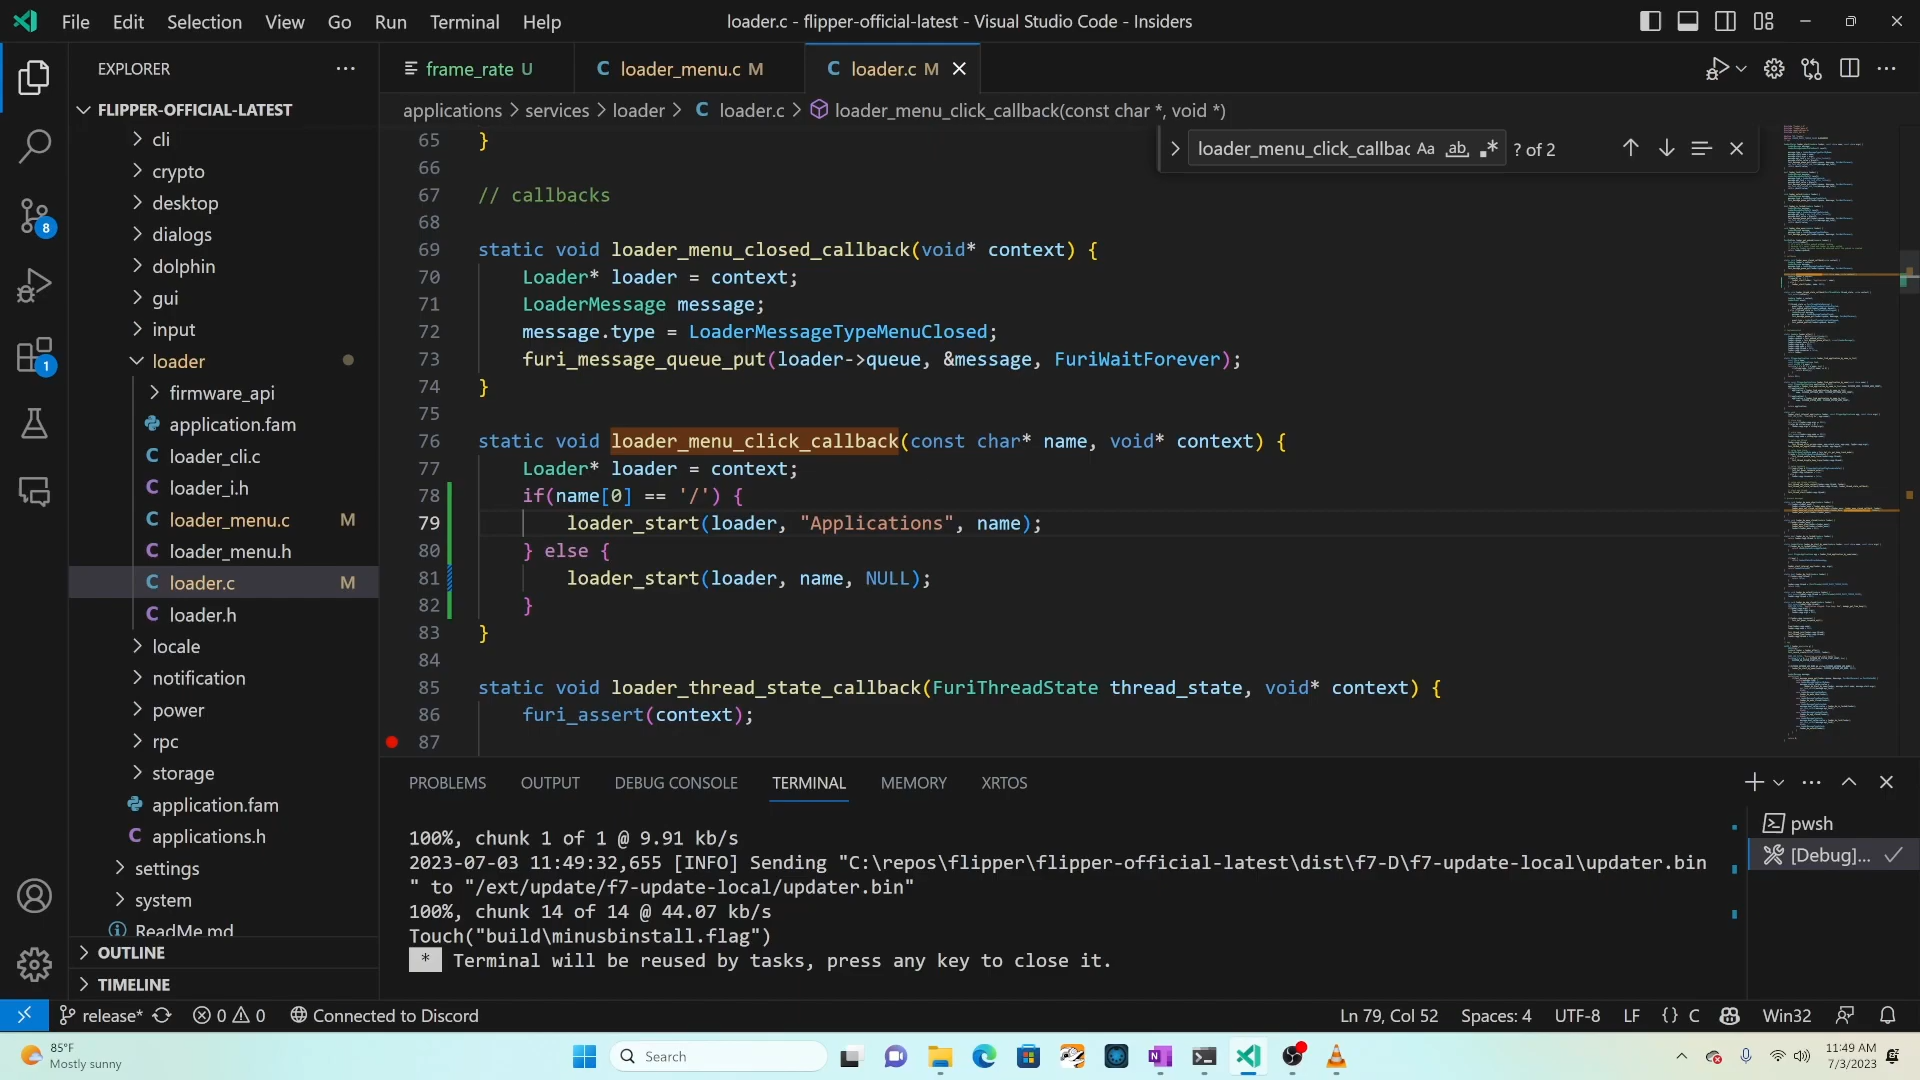 File Edit Selection View Go Run Terminal Help
loader.c - flipper-official-latest - Visual Studio Code - Insiders
EXPLORER
FLIPPER-OFFICIAL-LATEST
cli
crypto
desktop
dialogs
dolphin
gui
input
loader
firmware_api
application.fam
C loader_cli.c
C loader_i.h
C loader_menu.c M
C loader_menu.h
C loader.c M
C loader.h
locale
notification
power
rpc
storage
application.fam
C applications.h
settings
system
ReadMe.md
OUTLINE
TIMELINE
8
1
frame_rate U
C loader_menu.c M
C loader.c M
applications > services > loader > C loader.c > loader_menu_click_callback(const char *, void *)
loader_menu_click_callbac Aa ab ? of 2
65 }
66
67 // callbacks
68
69 static void loader_menu_closed_callback(void* context) {
70 Loader* loader = context;
71 LoaderMessage message;
72 message.type = LoaderMessageTypeMenuClosed;
73 furi_message_queue_put(loader->queue, &message, FuriWaitForever);
74 }
75
76 static void loader_menu_click_callback(const char* name, void* context) {
77 Loader* loader = context;
78 if(name[0] == '/') {
79 loader_start(loader, "Applications", name);
80 } else {
81 loader_start(loader, name, NULL);
82 }
83 }
84
85 static void loader_thread_state_callback(FuriThreadState thread_state, void* context) {
86 furi_assert(context);
87
PROBLEMS OUTPUT DEBUG CONSOLE TERMINAL MEMORY XRTOS
100%, chunk 1 of 1 @ 9.91 kb/s
2023-07-03 11:49:32,655 [INFO] Sending "C:\repos\flipper\flipper-official-latest\dist\f7-D\f7-update-local\updater.bin
" to "/ext/update/f7-update-local/updater.bin"
100%, chunk 14 of 14 @ 44.07 kb/s
Touch("build\minusbinstall.flag")
* Terminal will be reused by tasks, press any key to close it.
pwsh
[Debug]...
release* 0 0 Connected to Discord
Ln 79, Col 52 Spaces: 4 UTF-8 LF {} C Win32
85°F
Mostly sunny
Search
11:49 AM
7/3/2023